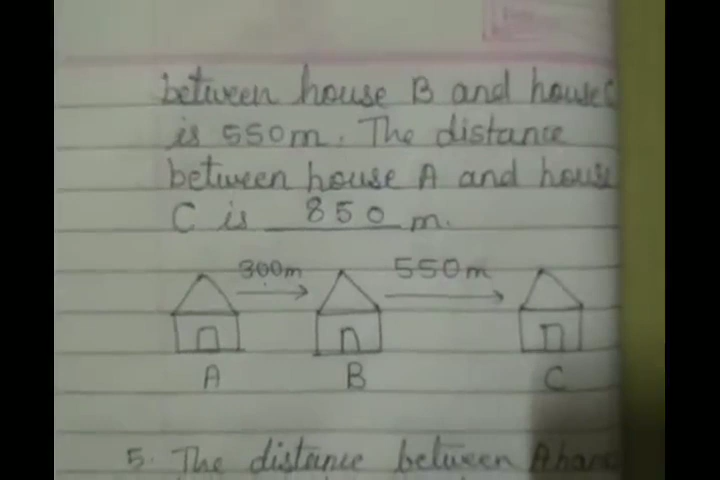 between house B and house C
is 550m. The distance
between house A and house
C is 850 m.
300m 550m
A B C
5. The distance between A